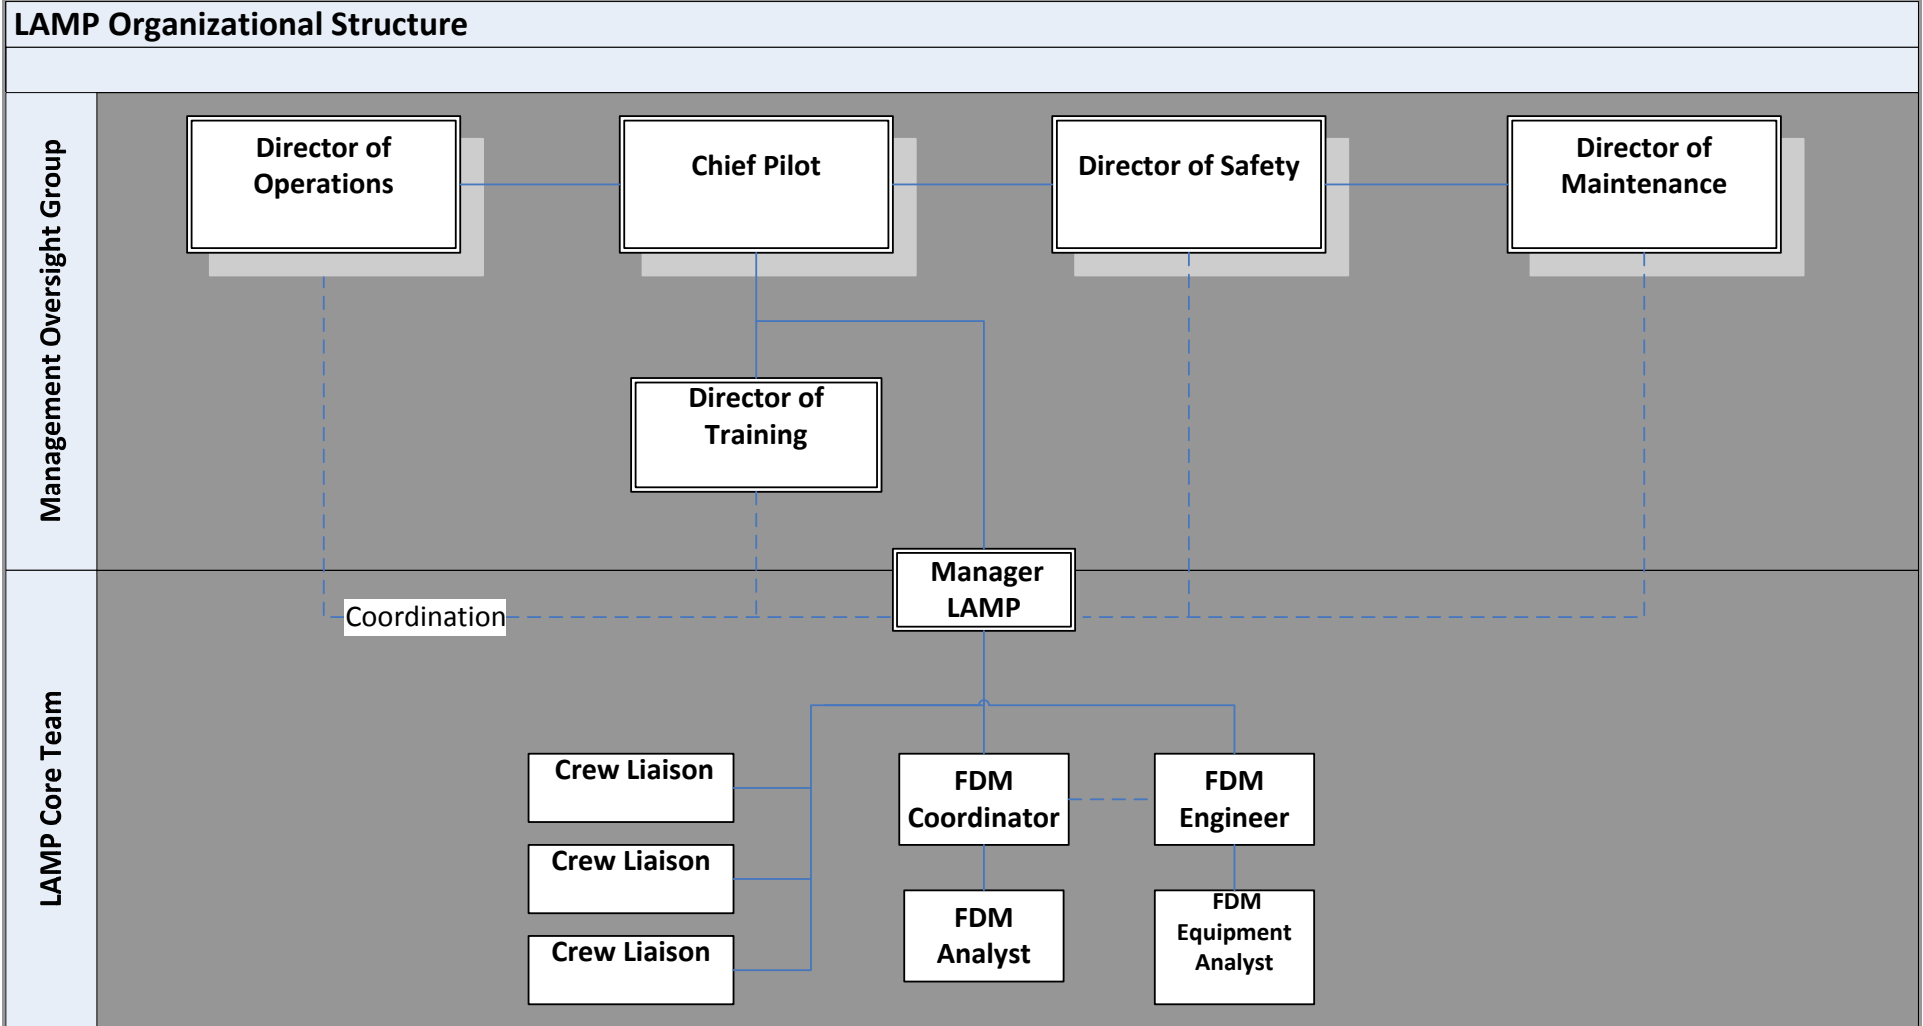 LAMP Organizational Structure
Management Oversight Group
Director of
Operations
Chief Pilot
Director of Safety
Director of
Maintenance
Director of
Training
Manager
LAMP
Coordination
LAMP Core Team
Crew Liaison
Crew Liaison
Crew Liaison
FDM
Coordinator
FDM
Engineer
FDM
Analyst
FDM
Equipment
Analyst